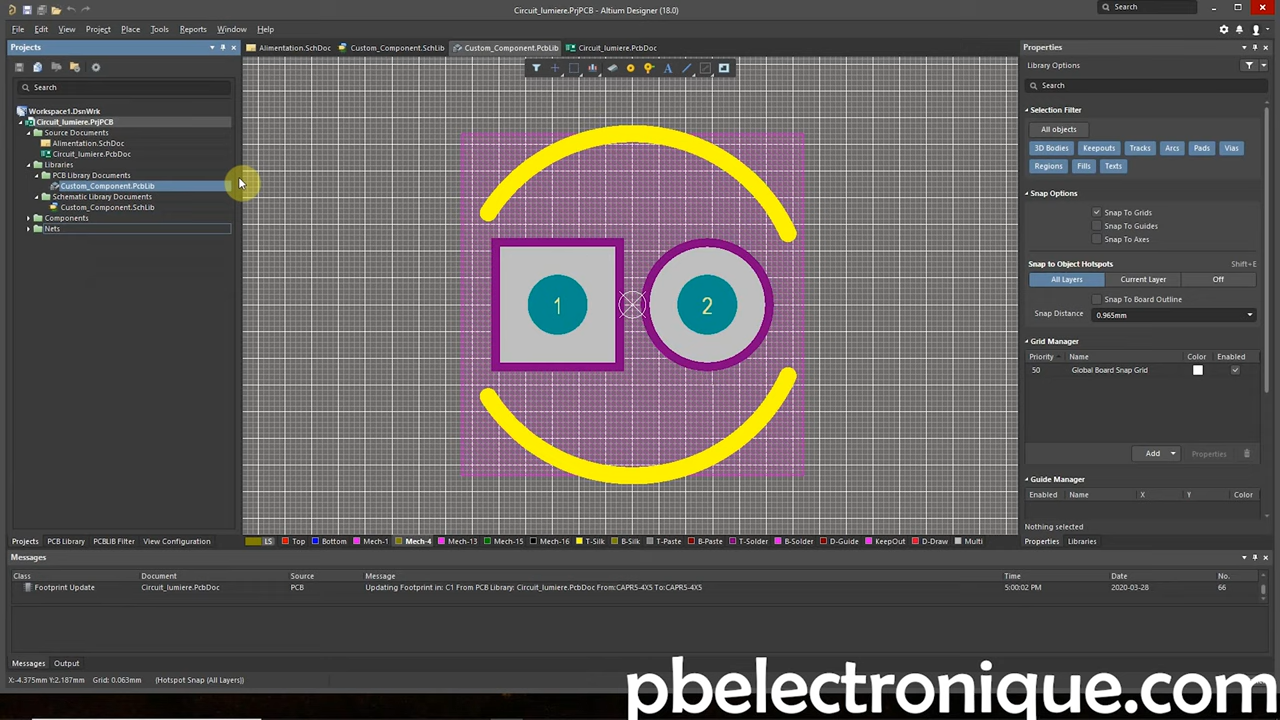 Circuit_lumiere.PrjPCB - Altium Designer (18.0)
Search
File Edit View Project Place Tools Reports Window Help
Projects
Alimentation.SchDoc Custom_Component.SchLib Custom_Component.PcbLib Circuit_lumiere.PcbDoc
Properties
Library Options
Search
Search
Workspace1.DsnWrk
Circuit_lumiere.PrjPCB
Source Documents
Alimentation.SchDoc
Circuit_lumiere.PcbDoc
Libraries
PCB Library Documents
Custom_Component.PcbLib
Schematic Library Documents
Custom_Component.SchLib
Components
Nets
1 2
Selection Filter
All objects
3D Bodies Keepouts Tracks Arcs Pads Vias
Regions Fills Texts
Snap Options
Snap To Grids
Snap To Guides
Snap To Axes
Snap to Object Hotspots Shift+E
All Layers Current Layer Off
Snap To Board Outline
Snap Distance 0.965mm
Grid Manager
Priority Name Color Enabled
50 Global Board Snap Grid
Add Properties
Guide Manager
Enabled Name X Y Color
Nothing selected
Projects PCB Library PCBLIB Filter View Configuration
LS Top Bottom Mech-1 Mech-4 Mech-13 Mech-15 Mech-16 T-Silk B-Silk T-Paste B-Paste T-Solder B-Solder D-Guide KeepOut D-Draw Multi
Properties Libraries
Messages
Class Document Source Message Time Date No.
Footprint Update Circuit_lumiere.PcbDoc PCB Updating Footprint in: C1 From PCB Library: Circuit_lumiere.PcbDoc From:CAPR5-4X5 To:CAPR5-4X5 5:00:02 PM 2020-03-28 66
Messages Output
X:-4.375mm Y:2.187mm Grid: 0.063mm (Hotspot Snap (All Layers))
pbelectronique.com